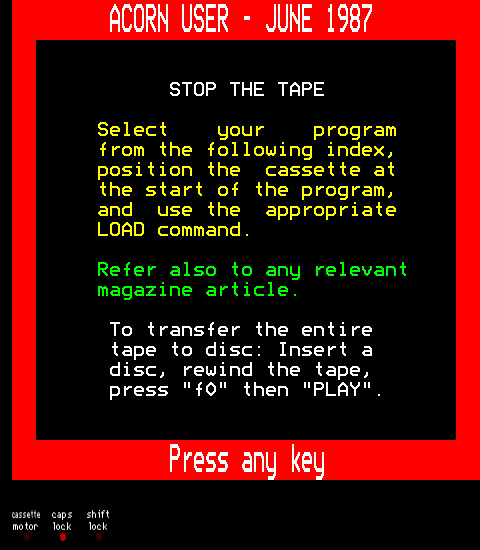 ACORN USER - JUNE 1987
STOP THE TAPE
Select your program
from the following index,
position the cassette at
the start of the program,
and use the appropriate
LOAD command.
Refer also to any relevant
magazine article.
To transfer the entire
tape to disc: Insert a
disc, rewind the tape,
press "f0" then "PLAY".
Press any key
cassette caps shift
motor lock lock